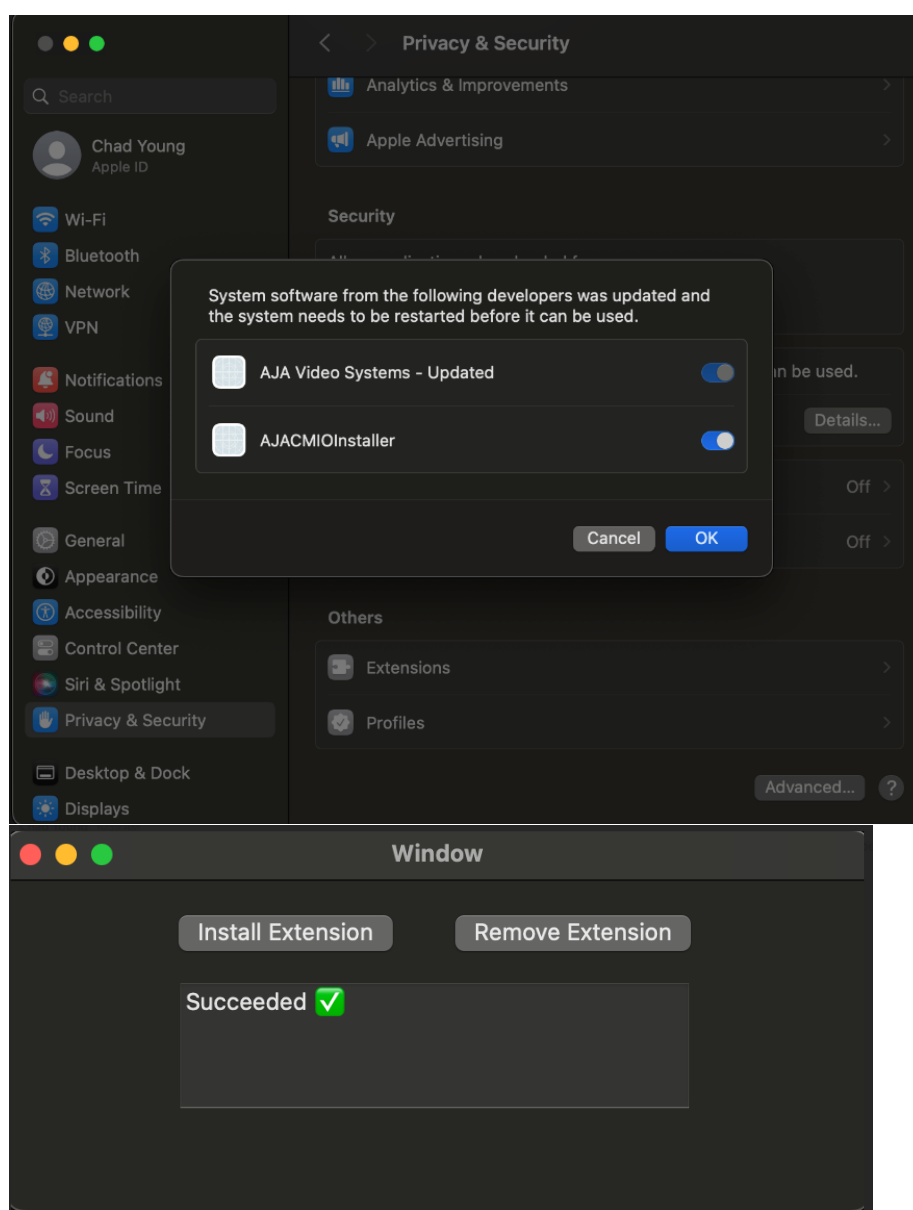 Privacy & Security
Search
Chad Young
Apple ID
Wi-Fi
Bluetooth
Network
VPN
Notifications
Sound
Focus
Screen Time
General
Appearance
Accessibility
Control Center
Siri & Spotlight
Privacy & Security
Desktop & Dock
Displays
Analytics & Improvements
Apple Advertising
Security
System software from the following developers was updated and
the system needs to be restarted before it can be used.
AJA Video Systems - Updated
AJACMIOInstaller
Cancel
OK
n be used.
Details...
Off
Off
Others
Extensions
Profiles
Advanced...
?
Window
Install Extension
Remove Extension
Succeeded ✅